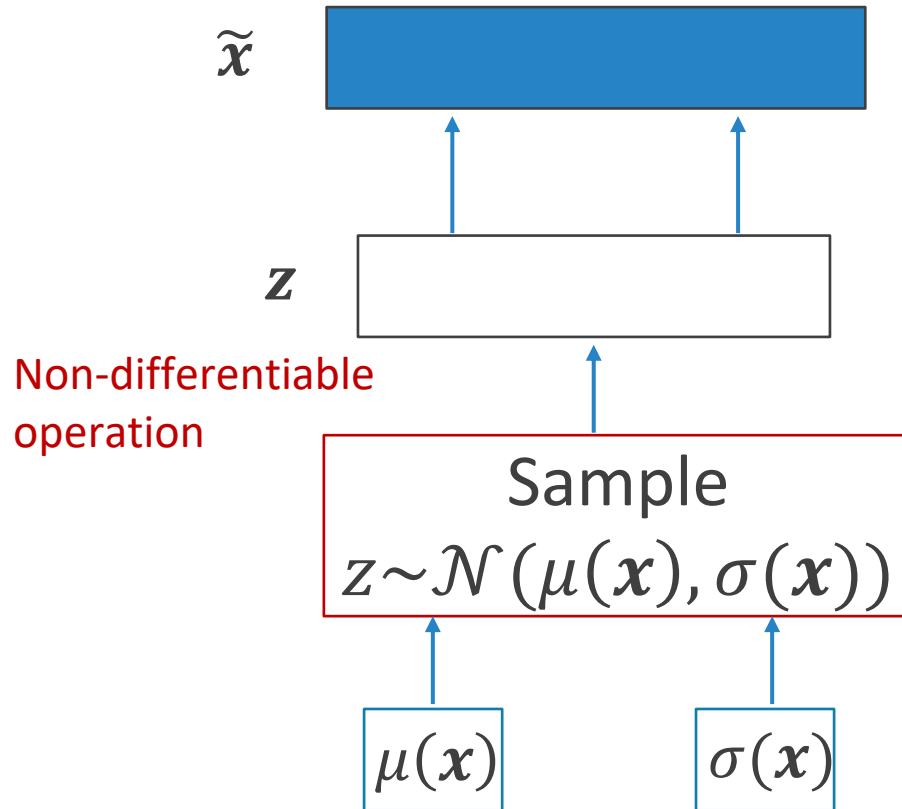 x̃
z
Non-differentiable
operation
Sample
z~𝒩(μ(x), σ(x))
μ(x)
σ(x)